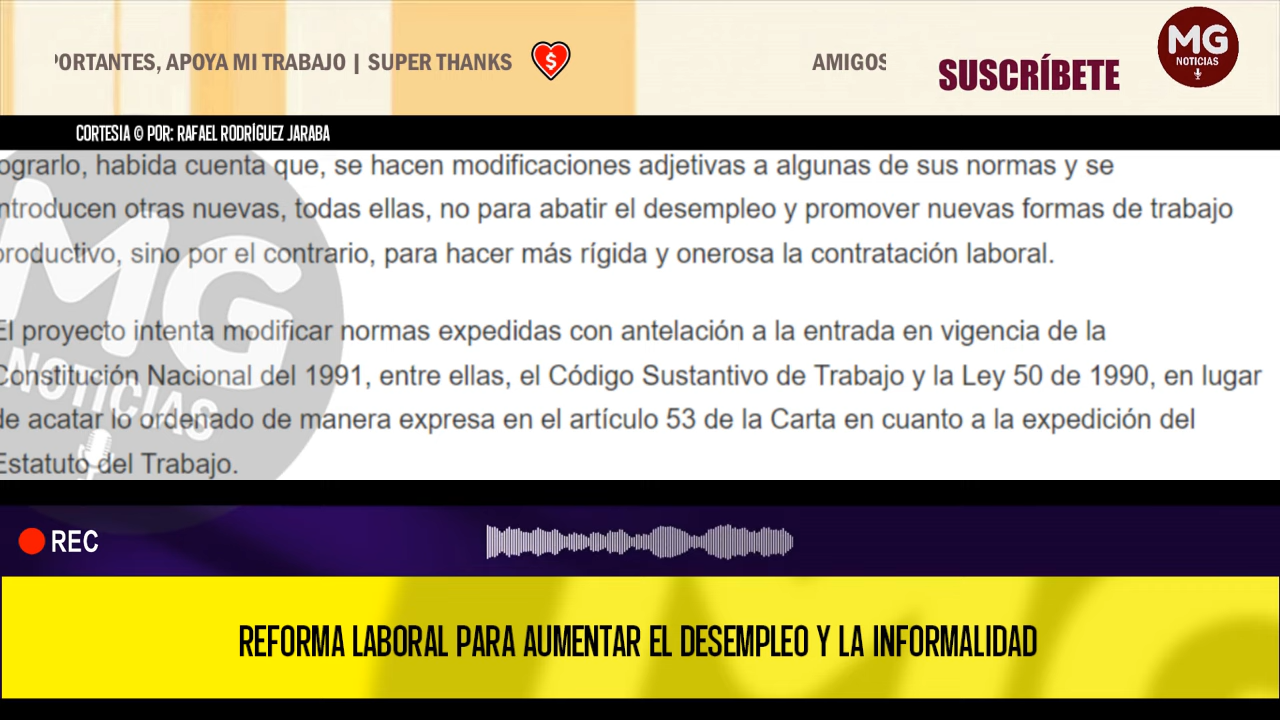 PORTANTES, APOYA MI TRABAJO | SUPER THANKS
AMIGOS
SUSCRÍBETE
MG
NOTICIAS
CORTESIA © POR: RAFAEL RODRÍGUEZ JARABA
ograrlo, habida cuenta que, se hacen modificaciones adjetivas a algunas de sus normas y se
ntroducen otras nuevas, todas ellas, no para abatir el desempleo y promover nuevas formas de trabajo
productivo, sino por el contrario, para hacer más rígida y onerosa la contratación laboral.
El proyecto intenta modificar normas expedidas con antelación a la entrada en vigencia de la
Constitución Nacional del 1991, entre ellas, el Código Sustantivo de Trabajo y la Ley 50 de 1990, en lugar
de acatar lo ordenado de manera expresa en el artículo 53 de la Carta en cuanto a la expedición del
Estatuto del Trabajo.
MG
NOTICIAS
REC
REFORMA LABORAL PARA AUMENTAR EL DESEMPLEO Y LA INFORMALIDAD